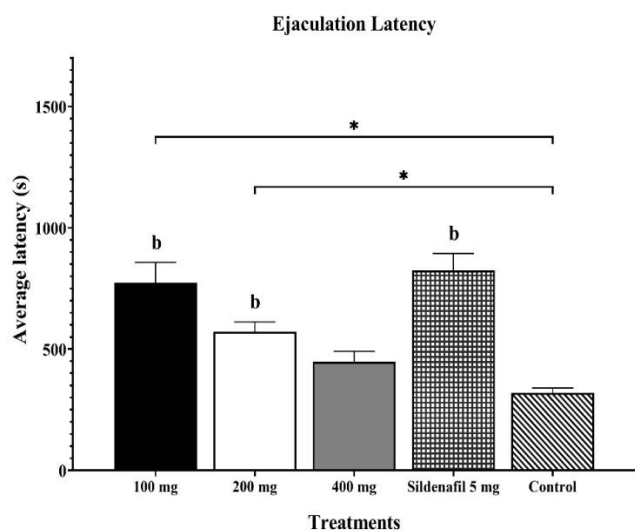 Ejaculation Latency
Average latency (s)
1500
1000
500
0
*
*
b
b
b
100 mg
200 mg
400 mg
Sildenafil 5 mg
Control
Treatments